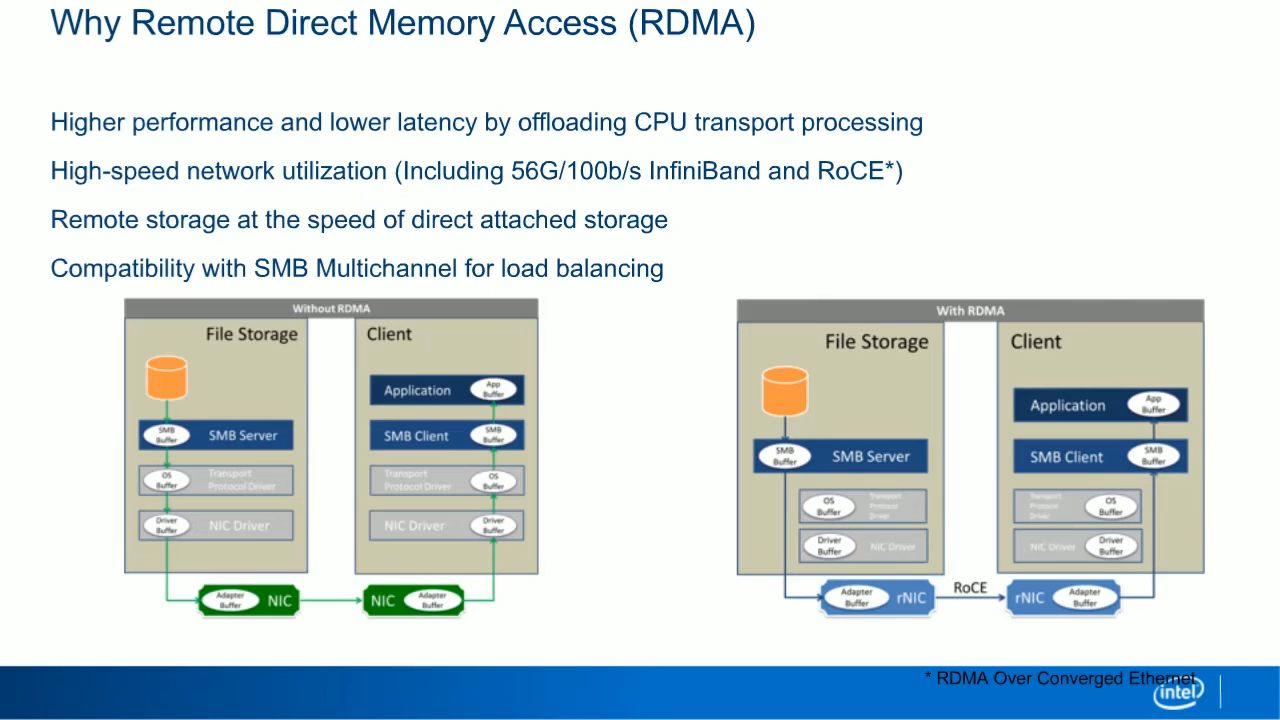 Why Remote Direct Memory Access (RDMA)
Higher performance and lower latency by offloading CPU transport processing
High-speed network utilization (Including 56G/100b/s InfiniBand and RoCE*)
Remote storage at the speed of direct attached storage
Compatibility with SMB Multichannel for load balancing
Without RDMA
File Storage
Client
Application
App
Buffer
SMB
Buffer
SMB Server
SMB Client
SMB
Buffer
OS
Buffer
Transport
Protocol Driver
Transport
Protocol Driver
OS
Buffer
Driver
Buffer
NIC Driver
NIC Driver
Driver
Buffer
Adapter
Buffer
NIC
NIC
Adapter
Buffer
With RDMA
File Storage
Client
Application
App
Buffer
SMB
Buffer
SMB Server
SMB Client
SMB
Buffer
OS
Buffer
Transport
Protocol
Driver
Transport
Protocol
Driver
OS
Buffer
Driver
Buffer
NIC Driver
NIC Driver
Driver
Buffer
Adapter
Buffer
rNIC
RoCE
rNIC
Adapter
Buffer
* RDMA Over Converged Ethernet
intel